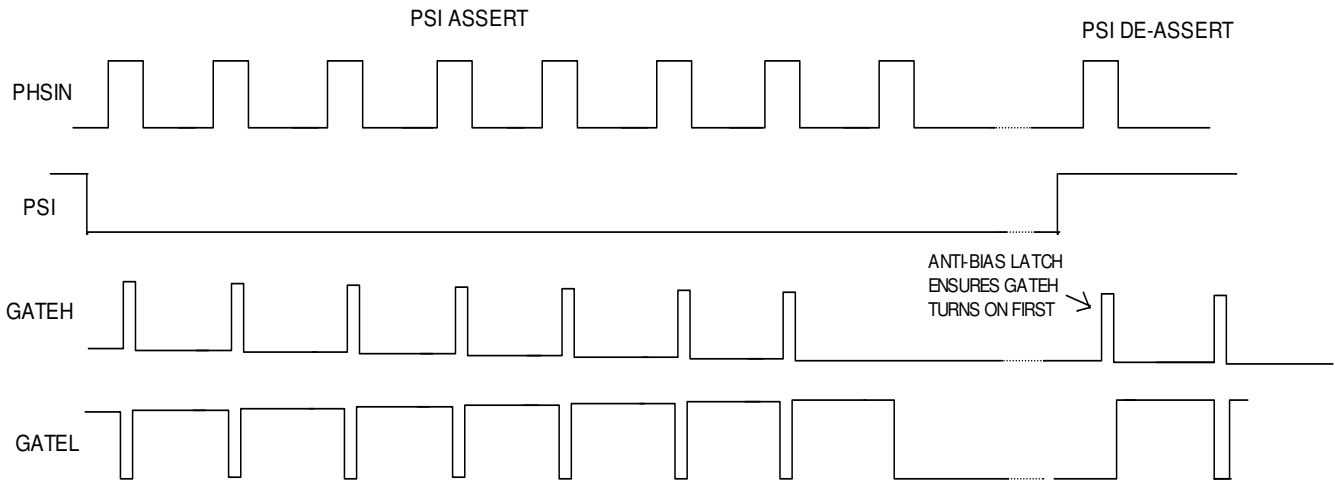 PSI ASSERT
PSI DE-ASSERT
PHSIN
PSI
ANTI-BIAS LATCH
ENSURES GATEH
TURNS ON FIRST
GATEH
GATEL